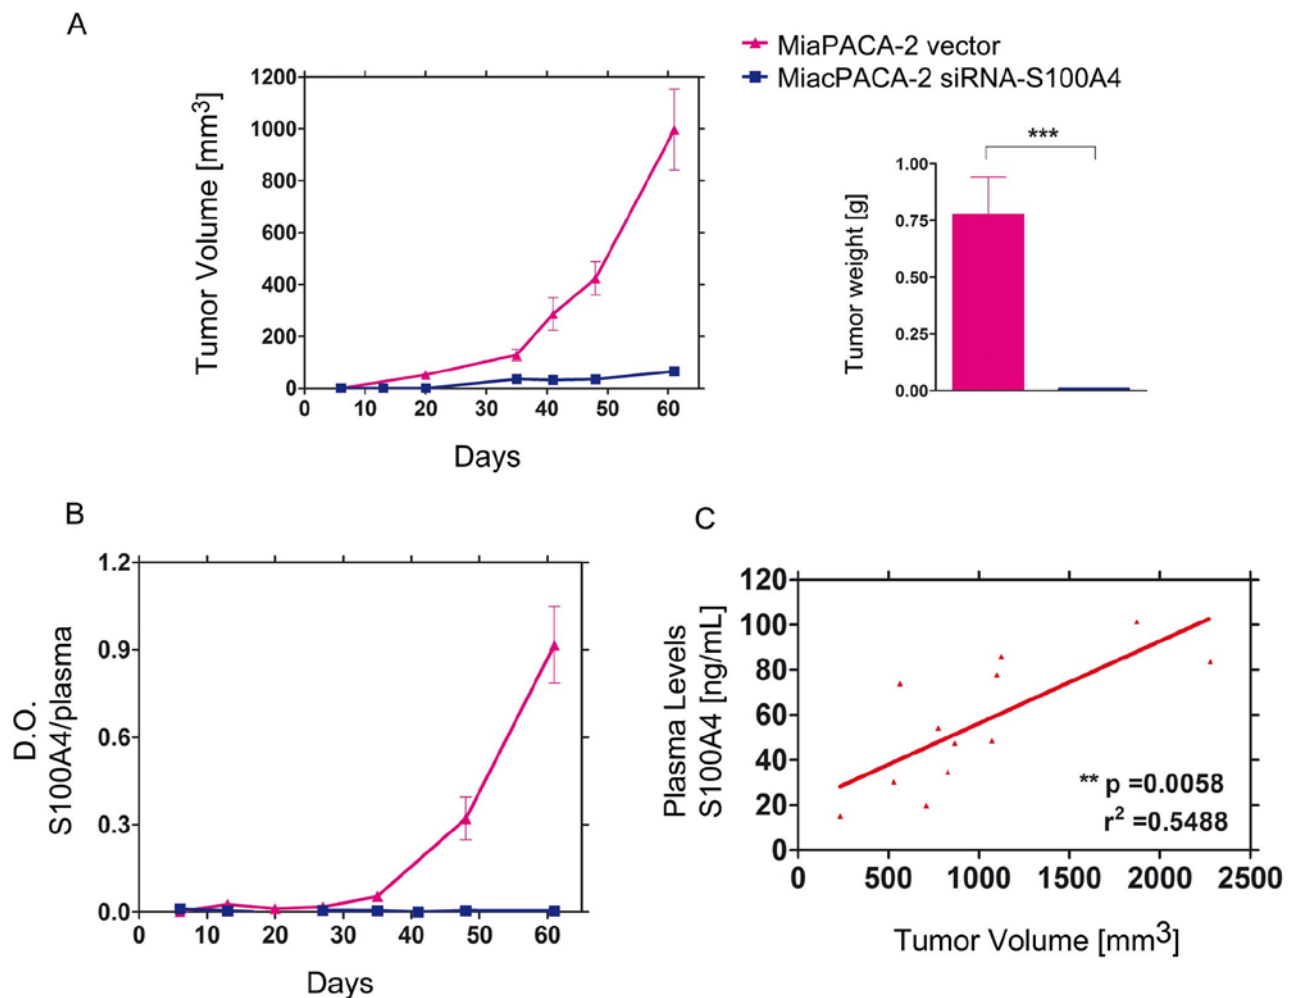 A
MiaPACA-2 vector
MiacPACA-2 siRNA-S100A4
Tumor Volume [mm3]
1200
1000
800
600
400
200
0
0 10 20 30 40 50 60
Days
***
Tumor weight [g]
1.00
0.75
0.50
0.25
0.00
B
D.O.
S100A4/plasma
1.2
0.9
0.6
0.3
0.0
0 10 20 30 40 50 60
Days
C
Plasma Levels
S100A4 [ng/mL]
120
100
80
60
40
20
0
** p =0.0058
r2 =0.5488
0 500 1000 1500 2000 2500
Tumor Volume [mm3]